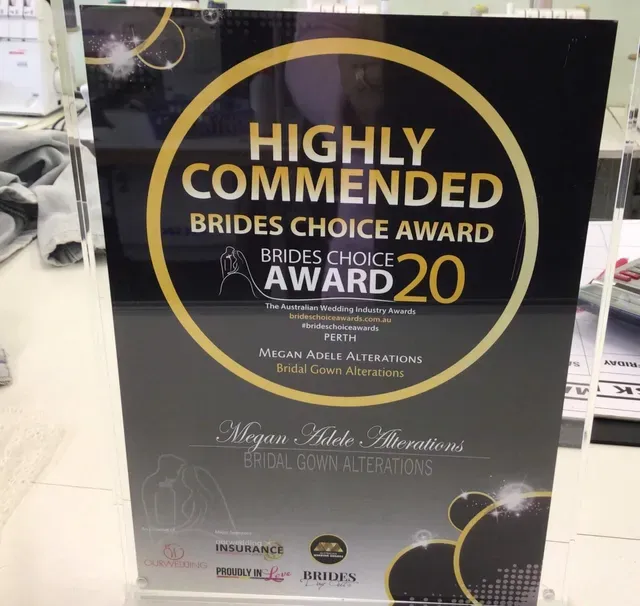 HIGHLY
COMMENDED
BRIDES CHOICE AWARD
BRIDES CHOICE
AWARD 20
The Australian Wedding Industry Awards
brideschoiceawards.com.au
#brideschoiceawards
PERTH
MEGAN ADELE ALTERATIONS
Bridal Gown Alterations
Megan Adele Alterations
BRIDAL GOWN ALTERATIONS
INSURANCE
OURWEDDING
PROUDLY IN Love
BRIDES
FRIDAY